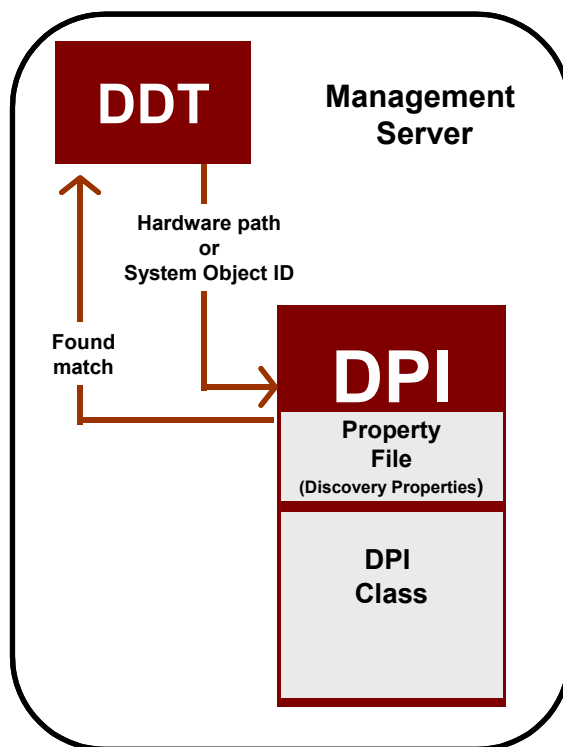 DDT
Management
Server
Hardware path
or
System Object ID
Found
match
DPI
Property
File
(Discovery Properties)
DPI
Class